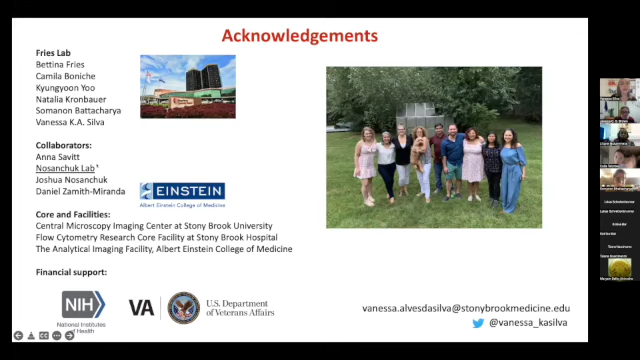 Acknowledgements
Fries Lab
Bettina Fries
Camila Boniche
Kyungyoon Yoo
Natalia Kronbauer
Somanon Battacharya
Vanessa K.A. Silva
Collaborators:
Anna Savitt
Nosanchuk Lab
Joshua Nosanchuk
Daniel Zamith-Miranda
EINSTEIN
Albert Einstein College of Medicine
Core and Facilities:
Central Microscopy Imaging Center at Stony Brook University
Flow Cytometry Research Core Facility at Stony Brook Hospital
The Analytical Imaging Facility, Albert Einstein College of Medicine
Financial support:
NIH
National Institutes
of Health
VA
U.S. Department
of Veterans Affairs
vanessa.alvesdasilva@stonybrookmedicine.edu
@vanessa_kasilva